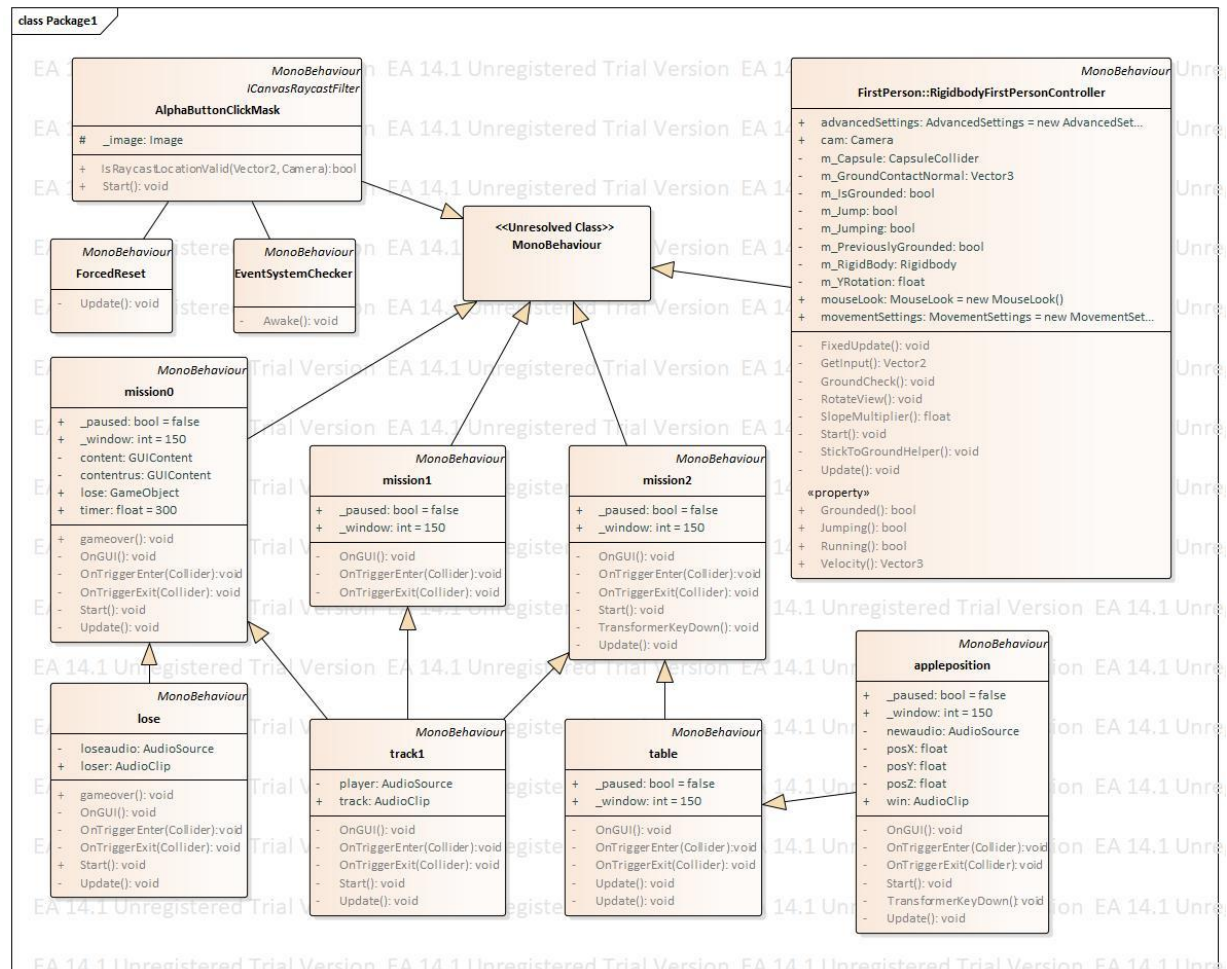 class Package1
MonoBehaviour
ICanvasRaycastFilter
AlphaButtonClickMask
# _image: Image
+ IsRaycastLocationValid(Vector2, Camera):bool
+ Start(): void
MonoBehaviour
ForcedReset
- Update(): void
MonoBehaviour
EventSystemChecker
- Awake(): void
<<Unresolved Class>>
MonoBehaviour
MonoBehaviour
FirstPerson::RigidbodyFirstPersonController
+ advancedSettings: AdvancedSettings = new AdvancedSet...
+ cam: Camera
- m_Capsule: CapsuleCollider
- m_GroundContactNormal: Vector3
- m_IsGrounded: bool
- m_Jump: bool
- m_Jumping: bool
- m_PreviouslyGrounded: bool
- m_RigidBody: Rigidbody
- m_YRotation: float
+ mouseLook: MouseLook = new MouseLook()
+ movementSettings: MovementSettings = new MovementSet...
- FixedUpdate(): void
- GetInput(): Vector2
- GroundCheck(): void
- RotateView(): void
- SlopeMultiplier(): float
- Start(): void
- StickToGroundHelper(): void
- Update(): void
«property»
+ Grounded(): bool
+ Jumping(): bool
+ Running(): bool
+ Velocity(): Vector3
MonoBehaviour
mission0
+ _paused: bool = false
+ _window: int = 150
- content: GUIContent
- contentrus: GUIContent
+ lose: GameObject
+ timer: float = 300
+ gameover(): void
- OnGUI(): void
- OnTriggerEnter(Collider):void
- OnTriggerExit(Collider): void
- Start(): void
- Update(): void
MonoBehaviour
mission1
+ _paused: bool = false
+ _window: int = 150
- OnGUI(): void
- OnTriggerEnter(Collider):void
- OnTriggerExit(Collider): void
MonoBehaviour
mission2
+ _paused: bool = false
+ _window: int = 150
- OnGUI(): void
- OnTriggerEnter(Collider):void
- OnTriggerExit(Collider): void
- Start(): void
- TransformerKeyDown(): void
- Update(): void
MonoBehaviour
lose
- loseaudio: AudioSource
+ loser: AudioClip
+ gameover(): void
- OnGUI(): void
- OnTriggerEnter(Collider):void
- OnTriggerExit(Collider): void
+ Start(): void
- Update(): void
MonoBehaviour
track1
- player: AudioSource
+ track: AudioClip
- OnGUI(): void
- OnTriggerEnter(Collider):void
- OnTriggerExit(Collider): void
- Start(): void
- Update(): void
MonoBehaviour
table
+ _paused: bool = false
+ _window: int = 150
- OnGUI(): void
- OnTriggerEnter(Collider):void
- OnTriggerExit(Collider): void
- Update(): void
- Update(): void
MonoBehaviour
appleposition
+ _paused: bool = false
+ _window: int = 150
- newaudio: AudioSource
- posX: float
- posY: float
- posZ: float
+ win: AudioClip
- OnGUI(): void
- OnTriggerEnter(Collider):void
- OnTriggerExit(Collider): void
- Start(): void
- TransformerKeyDown(): void
- Update(): void
EA 14.1 Unregistered Trial Version